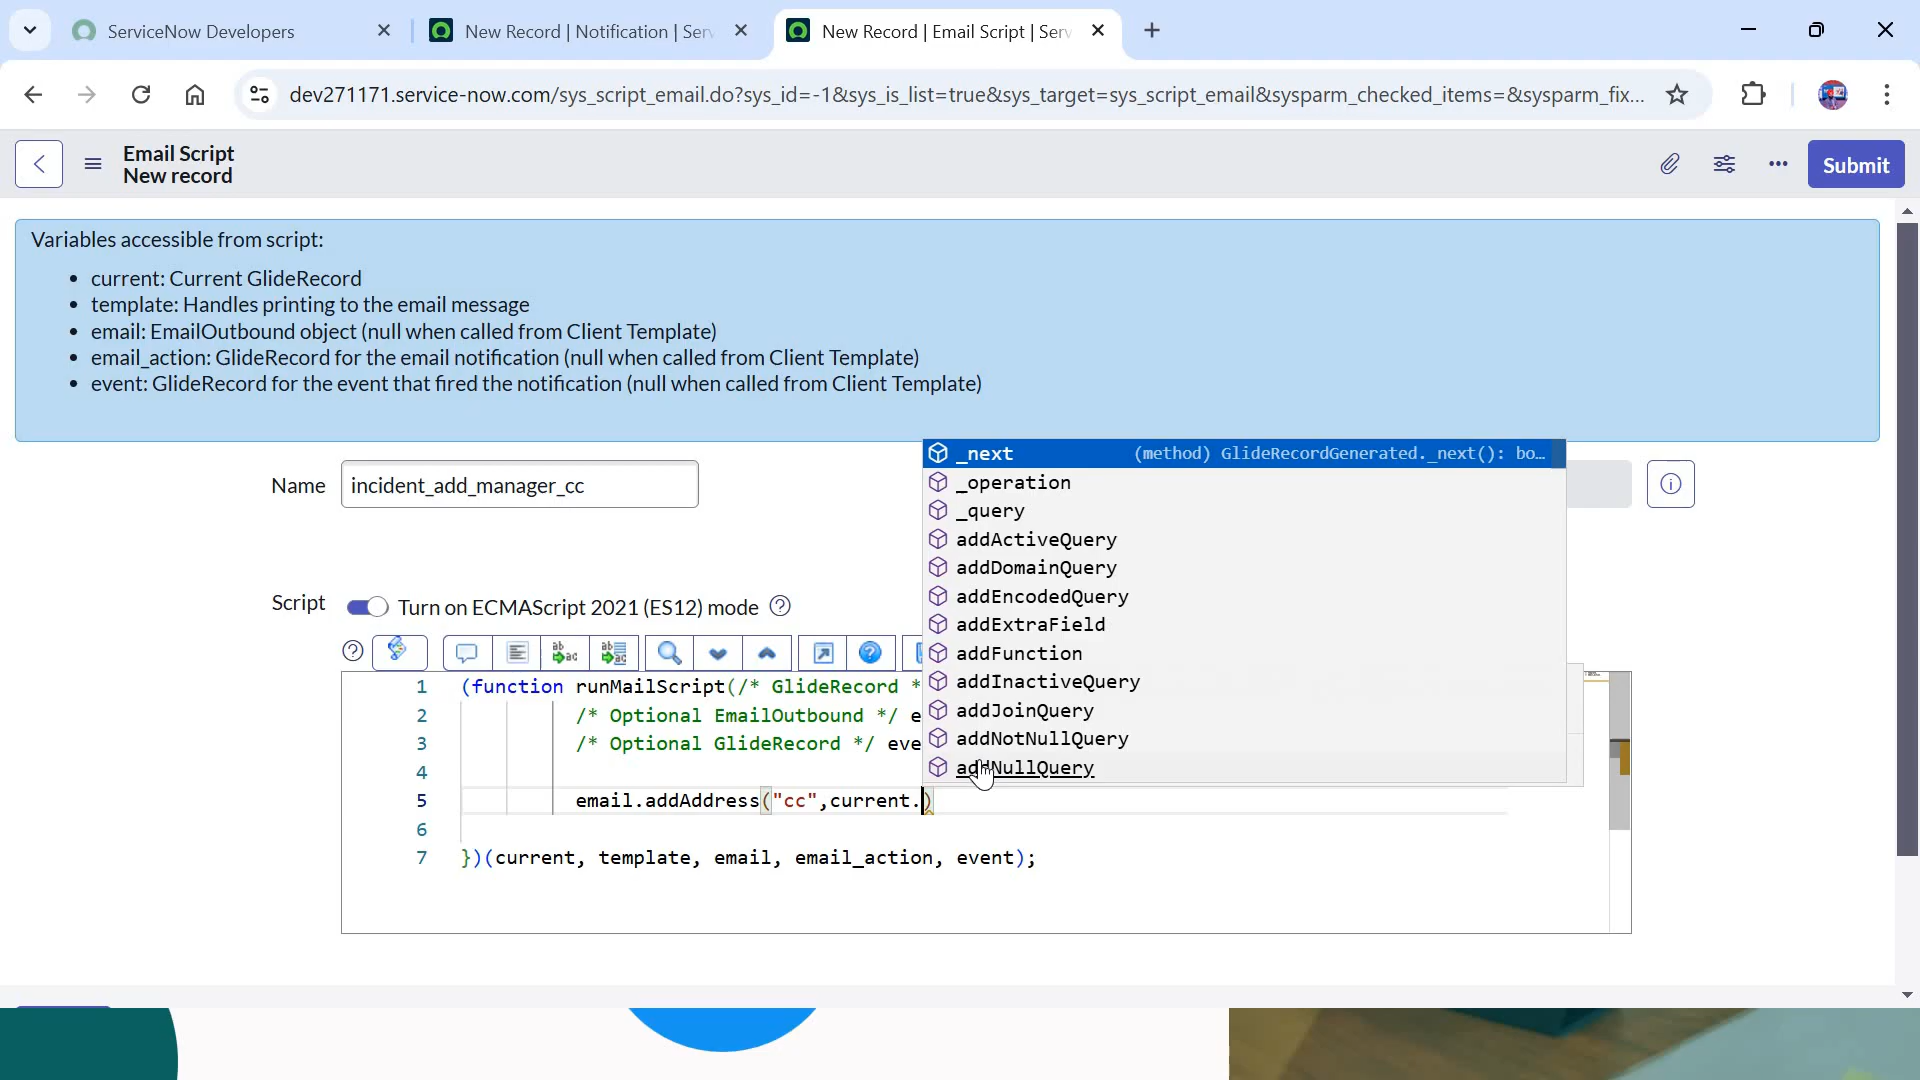 ServiceNow Developers
New Record | Notification | Serv
New Record | Email Script | Serv
dev271171.service-now.com/sys_script_email.do?sys_id=-1&sys_is_list=true&sys_target=sys_script_email&sysparm_checked_items=&sysparm_fix...
Email Script
New record
Submit
Variables accessible from script:
• current: Current GlideRecord
• template: Handles printing to the email message
• email: EmailOutbound object (null when called from Client Template)
• email_action: GlideRecord for the email notification (null when called from Client Template)
• event: GlideRecord for the event that fired the notification (null when called from Client Template)
Name incident_add_manager_cc
_next (method) GlideRecordGenerated._next(): bo...
_operation
_query
addActiveQuery
addDomainQuery
addEncodedQuery
addExtraField
addFunction
addInactiveQuery
addJoinQuery
addNotNullQuery
addNullQuery
Script Turn on ECMAScript 2021 (ES12) mode
1 (function runMailScript(/* GlideRecord *
2 /* Optional EmailOutbound */ e
3 /* Optional GlideRecord */ eve
4
5 email.addAddress("cc",current.)
6
7 })(current, template, email, email_action, event);